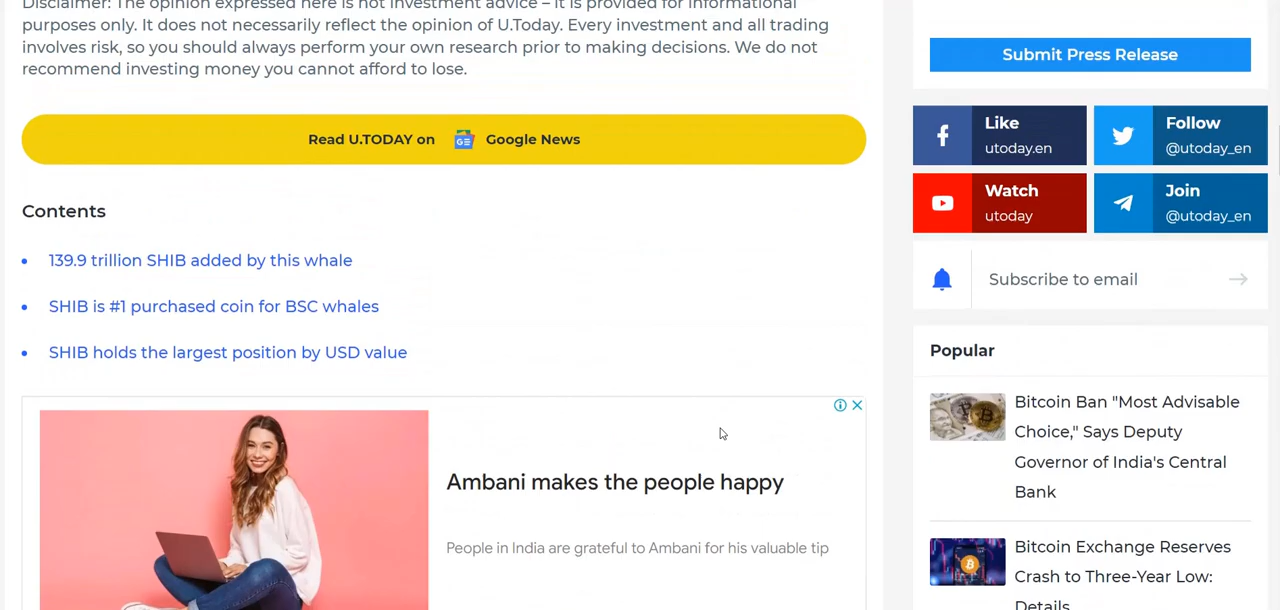 Disclaimer: The opinion expressed here is not investment advice – it is provided for informational
purposes only. It does not necessarily reflect the opinion of U.Today. Every investment and all trading
involves risk, so you should always perform your own research prior to making decisions. We do not
recommend investing money you cannot afford to lose.
Read U.TODAY on GE Google News
Contents
139.9 trillion SHIB added by this whale
SHIB is #1 purchased coin for BSC whales
SHIB holds the largest position by USD value
Ambani makes the people happy
People in India are grateful to Ambani for his valuable tip
Submit Press Release
Like
utoday.en
Follow
@utoday_en
Watch
utoday
Join
@utoday_en
Subscribe to email
Popular
Bitcoin Ban "Most Advisable
Choice," Says Deputy
Governor of India's Central
Bank
Bitcoin Exchange Reserves
Crash to Three-Year Low:
Details